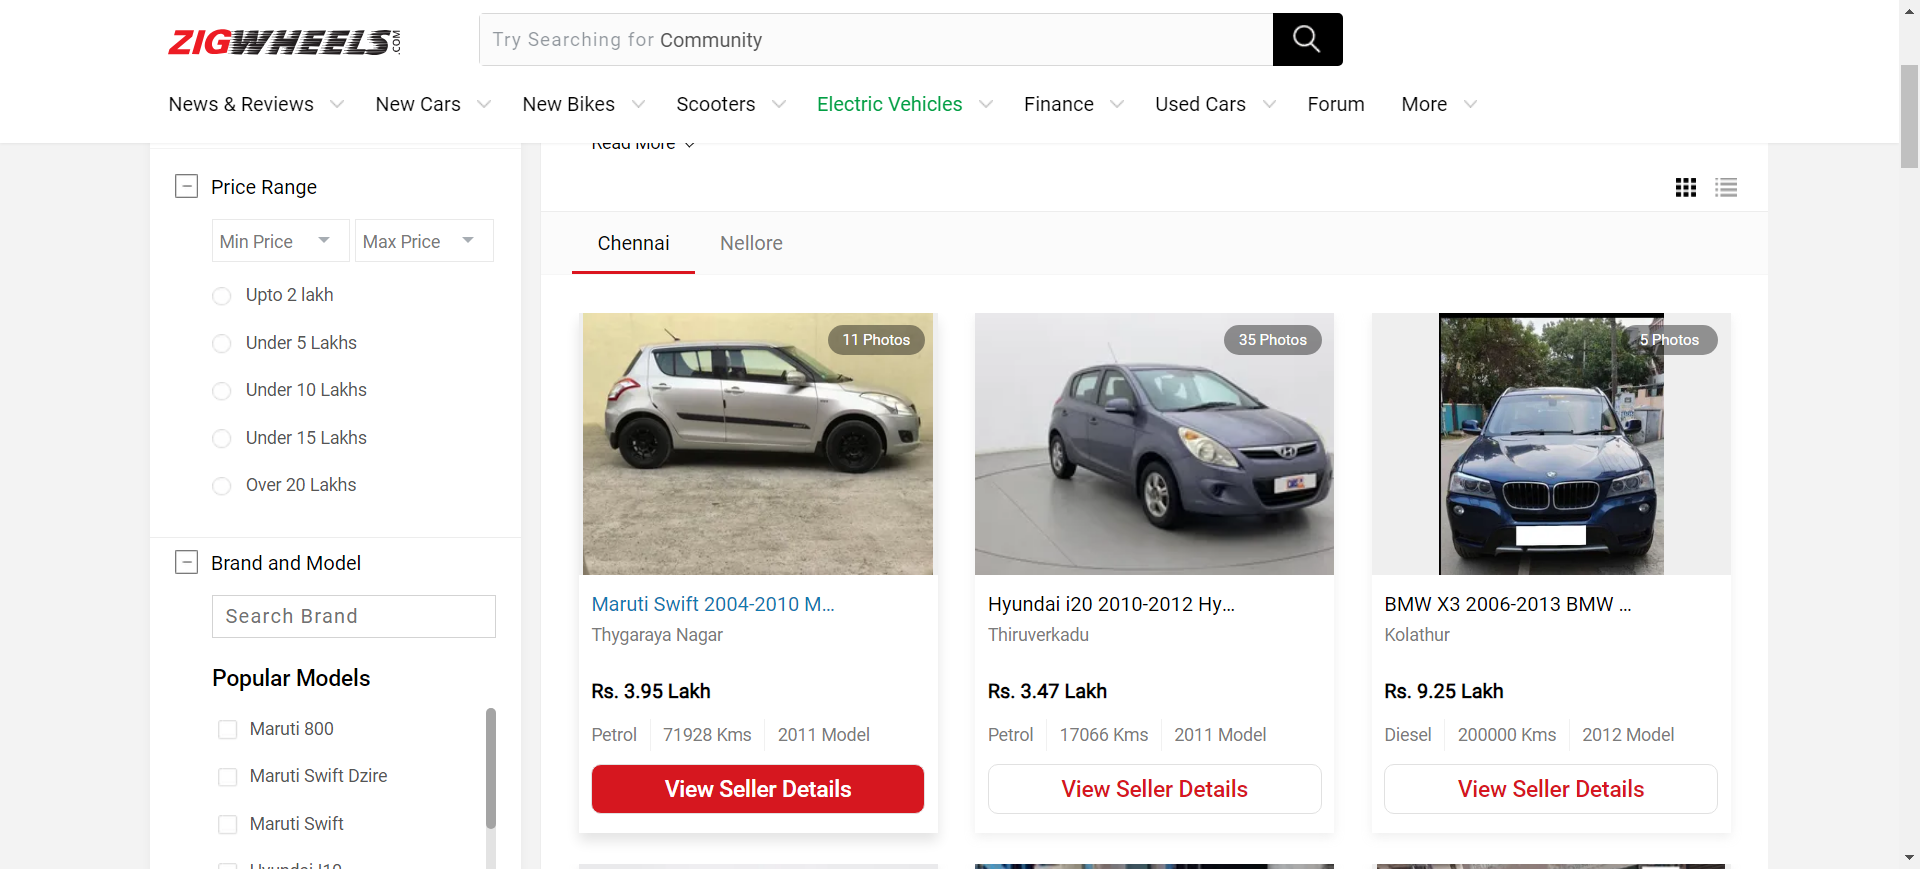 ZIGWHEELS.COM
Try Searching for Community
News & Reviews
New Cars
New Bikes
Scooters
Electric Vehicles
Finance
Used Cars
Forum
More
Read More
Price Range
Min Price
Max Price
Upto 2 lakh
Under 5 Lakhs
Under 10 Lakhs
Under 15 Lakhs
Over 20 Lakhs
Brand and Model
Search Brand
Popular Models
Maruti 800
Maruti Swift Dzire
Maruti Swift
Hyundai I10
Chennai
Nellore
11 Photos
Maruti Swift 2004-2010 M...
Thygaraya Nagar
Rs. 3.95 Lakh
Petrol
71928 Kms
2011 Model
View Seller Details
35 Photos
Hyundai i20 2010-2012 Hy...
Thiruverkadu
Rs. 3.47 Lakh
Petrol
17066 Kms
2011 Model
View Seller Details
5 Photos
BMW X3 2006-2013 BMW ...
Kolathur
Rs. 9.25 Lakh
Diesel
200000 Kms
2012 Model
View Seller Details